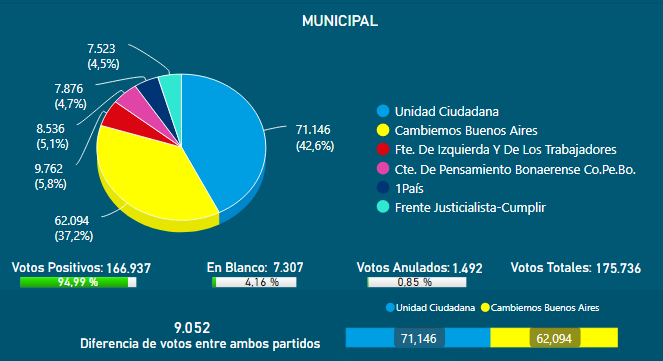 MUNICIPAL
7.523
(4,5%)
7.876
(4,7%)
8.536
(5,1%)
9.762
(5,8%)
62.094
(37,2%)
71.146
(42,6%)
Unidad Ciudadana
Cambiemos Buenos Aires
Fte. De Izquierda Y De Los Trabajadores
Cte. De Pensamiento Bonaerense Co.Pe.Bo.
1País
Frente Justicialista-Cumplir
Votos Positivos: 166.937
94,99 %
En Blanco: 7.307
4,16 %
Votos Anulados: 1.492
0,85 %
Votos Totales: 175.736
9.052
Diferencia de votos entre ambos partidos
Unidad Ciudadana Cambiemos Buenos Aires
71,146 62,094